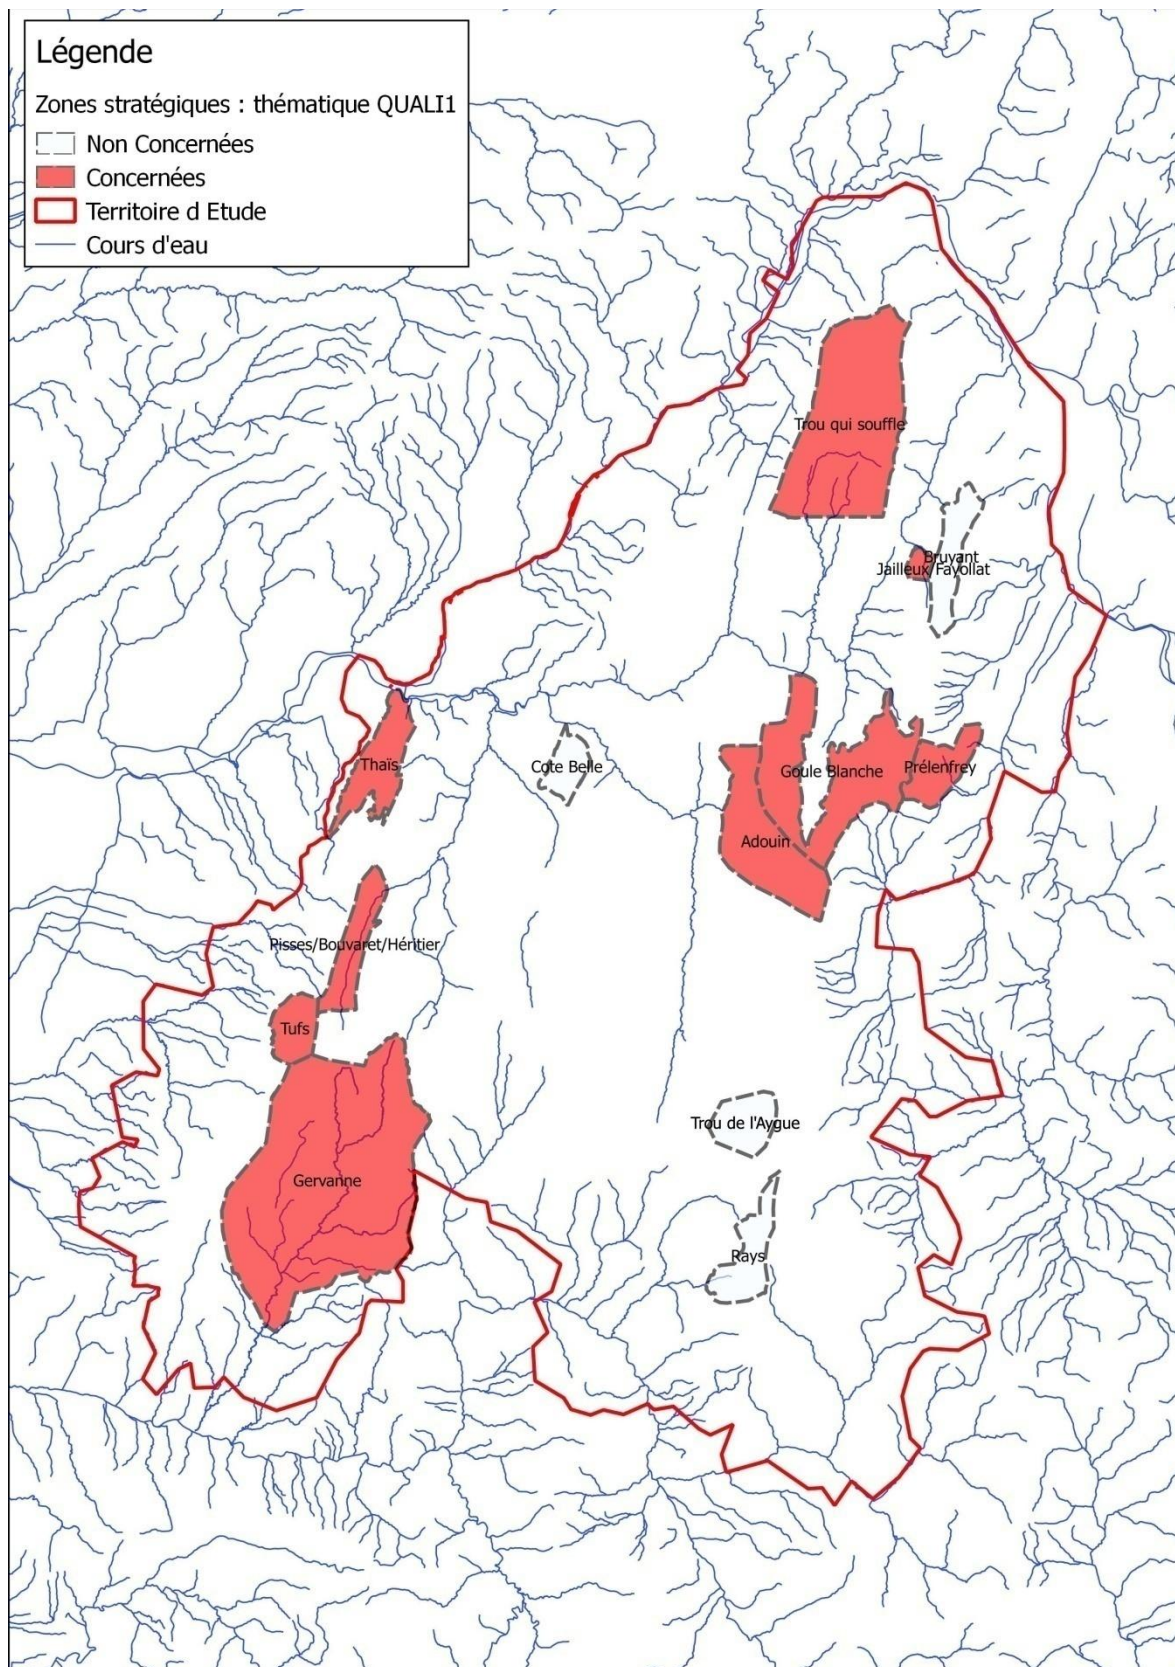 Légende
Zones stratégiques : thématique QUALI1
Non Concernées
Concernées
Territoire d Etude
Cours d'eau
Trou qui souffle
Bruyant
Jailleux/Fayollat
Thaïs
Cote Belle
Goule Blanche
Prélenfrey
Adouin
Pisses/Bouvaret/Héritier
Tufs
Trou de l'Aygue
Gervanne
Rays